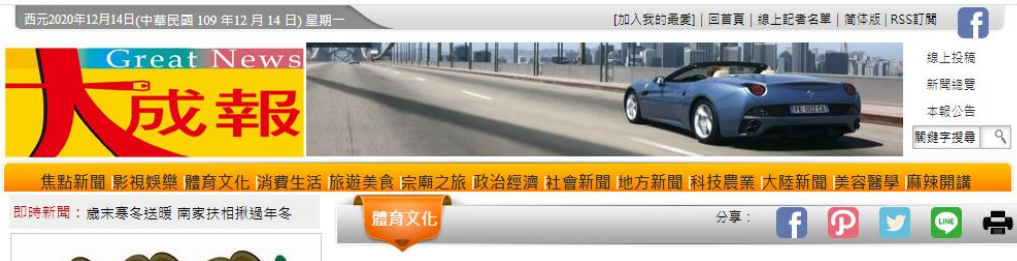 西元2020年12月14日(中華民國 109 年12 月 14 日) 星期一
[加入我的最愛] | 回首頁 | 線上記者名單 | 简体版 | RSS訂閱
Great News
大成報
線上投稿
新聞總覽
本報公告
關鍵字搜尋
焦點新聞 影視娛樂 體育文化 消費生活 旅遊美食 宗廟之旅 政治經濟 社會新聞 地方新聞 科技農業 大陸新聞 美容醫學 麻辣開講
即時新聞：歲末寒冬送暖 南家扶相揪過年冬
體育文化
分享：
LINE